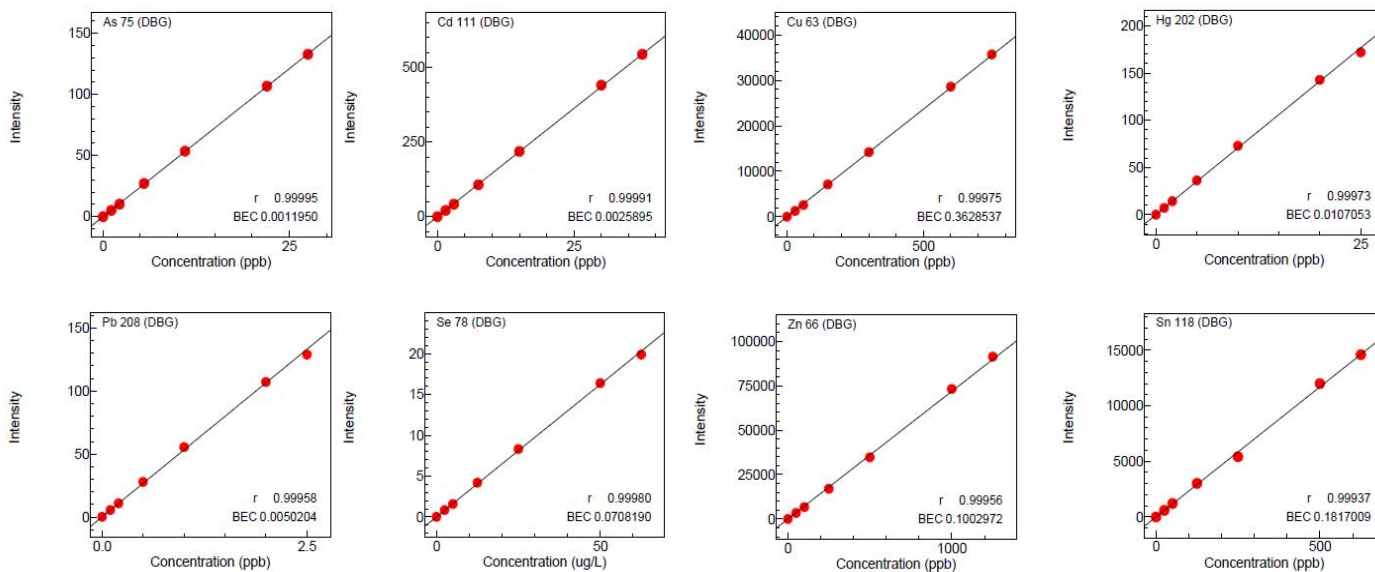 As 75 (DBG)
150
100
50
0
0
25
Intensity
r 0.99995
BEC 0.0011950
Concentration (ppb)
Cd 111 (DBG)
500
250
0
0
25
Intensity
r 0.99991
BEC 0.0025895
Concentration (ppb)
Cu 63 (DBG)
40000
30000
20000
10000
0
0
500
Intensity
r 0.99975
BEC 0.3628537
Concentration (ppb)
Hg 202 (DBG)
200
150
100
50
0
0
25
Intensity
r 0.99973
BEC 0.0107053
Concentration (ppb)
Pb 208 (DBG)
150
100
50
0
0.0
2.5
Intensity
r 0.99958
BEC 0.0050204
Concentration (ppb)
Se 78 (DBG)
20
15
10
5
0
0
50
Intensity
r 0.99980
BEC 0.0708190
Concentration (ug/L)
Zn 66 (DBG)
100000
75000
50000
25000
0
0
1000
Intensity
r 0.99956
BEC 0.1002972
Concentration (ppb)
Sn 118 (DBG)
15000
10000
5000
0
0
500
Intensity
r 0.99937
BEC 0.1817009
Concentration (ppb)